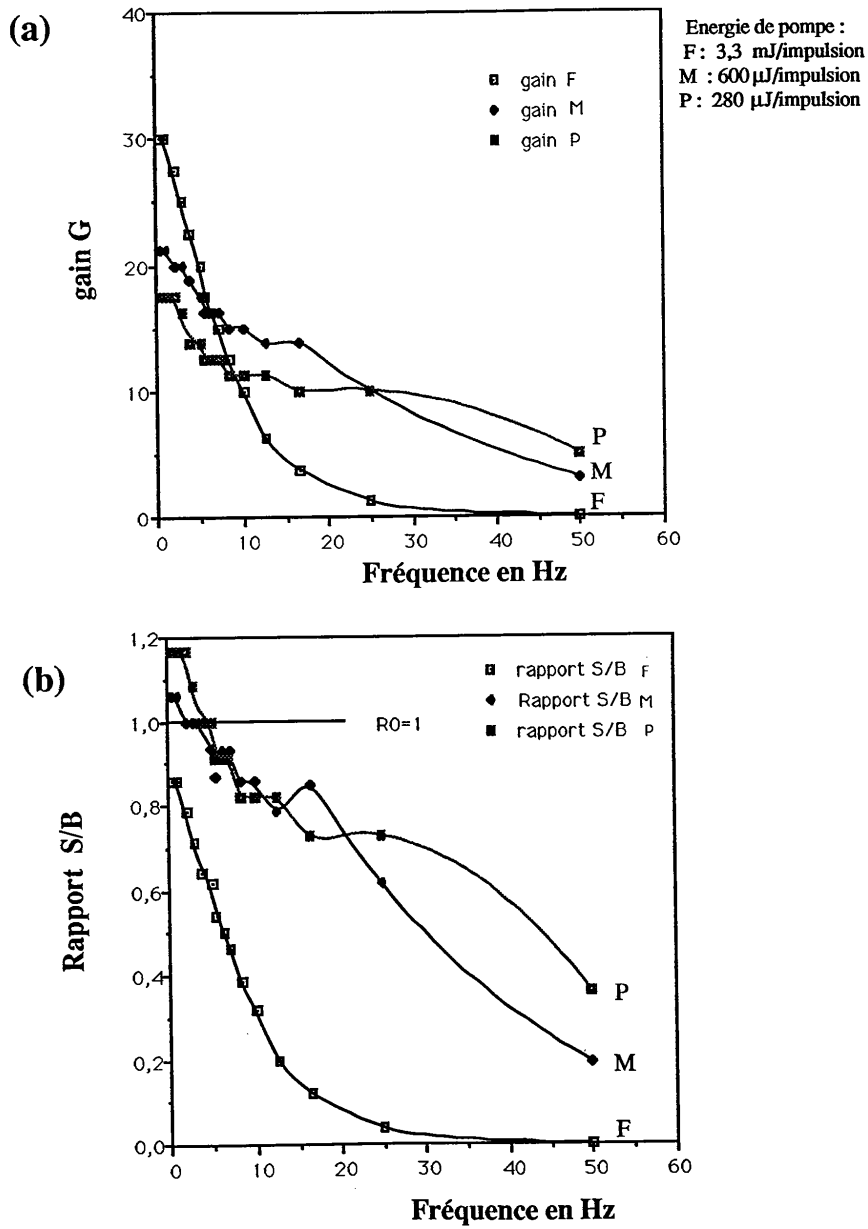 (a)
40
30
20
10
0
gain G
gain F
gain M
gain P
Energie de pompe :
F : 3,3 mJ/impulsion
M : 600 µJ/impulsion
P : 280 µJ/impulsion
P
M
F
0 10 20 30 40 50 60
Fréquence en Hz
(b)
1,2
1,0
0,8
0,6
0,4
0,2
0,0
Rapport S/B
rapport S/B F
Rapport S/B M
rapport S/B P
R0=1
P
M
F
0 10 20 30 40 50 60
Fréquence en Hz